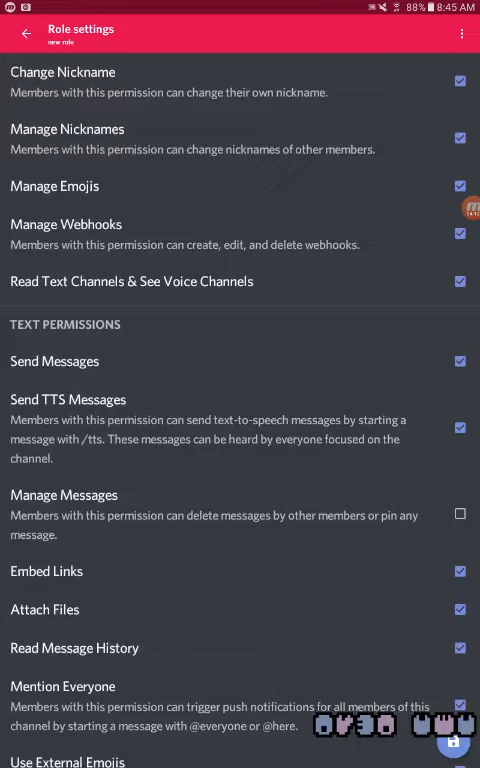 88% 8:45 AM
Role settings
new role
Change Nickname
Members with this permission can change their own nickname.
Manage Nicknames
Members with this permission can change nicknames of other members.
Manage Emojis
Manage Webhooks
Members with this permission can create, edit, and delete webhooks.
Read Text Channels & See Voice Channels
TEXT PERMISSIONS
Send Messages
Send TTS Messages
Members with this permission can send text-to-speech messages by starting a
message with /tts. These messages can be heard by everyone focused on the
channel.
Manage Messages
Members with this permission can delete messages by other members or pin any
message.
Embed Links
Attach Files
Read Message History
Mention Everyone
Members with this permission can trigger push notifications for all members of this
channel by starting a message with @everyone or @here.
Use External Emojis